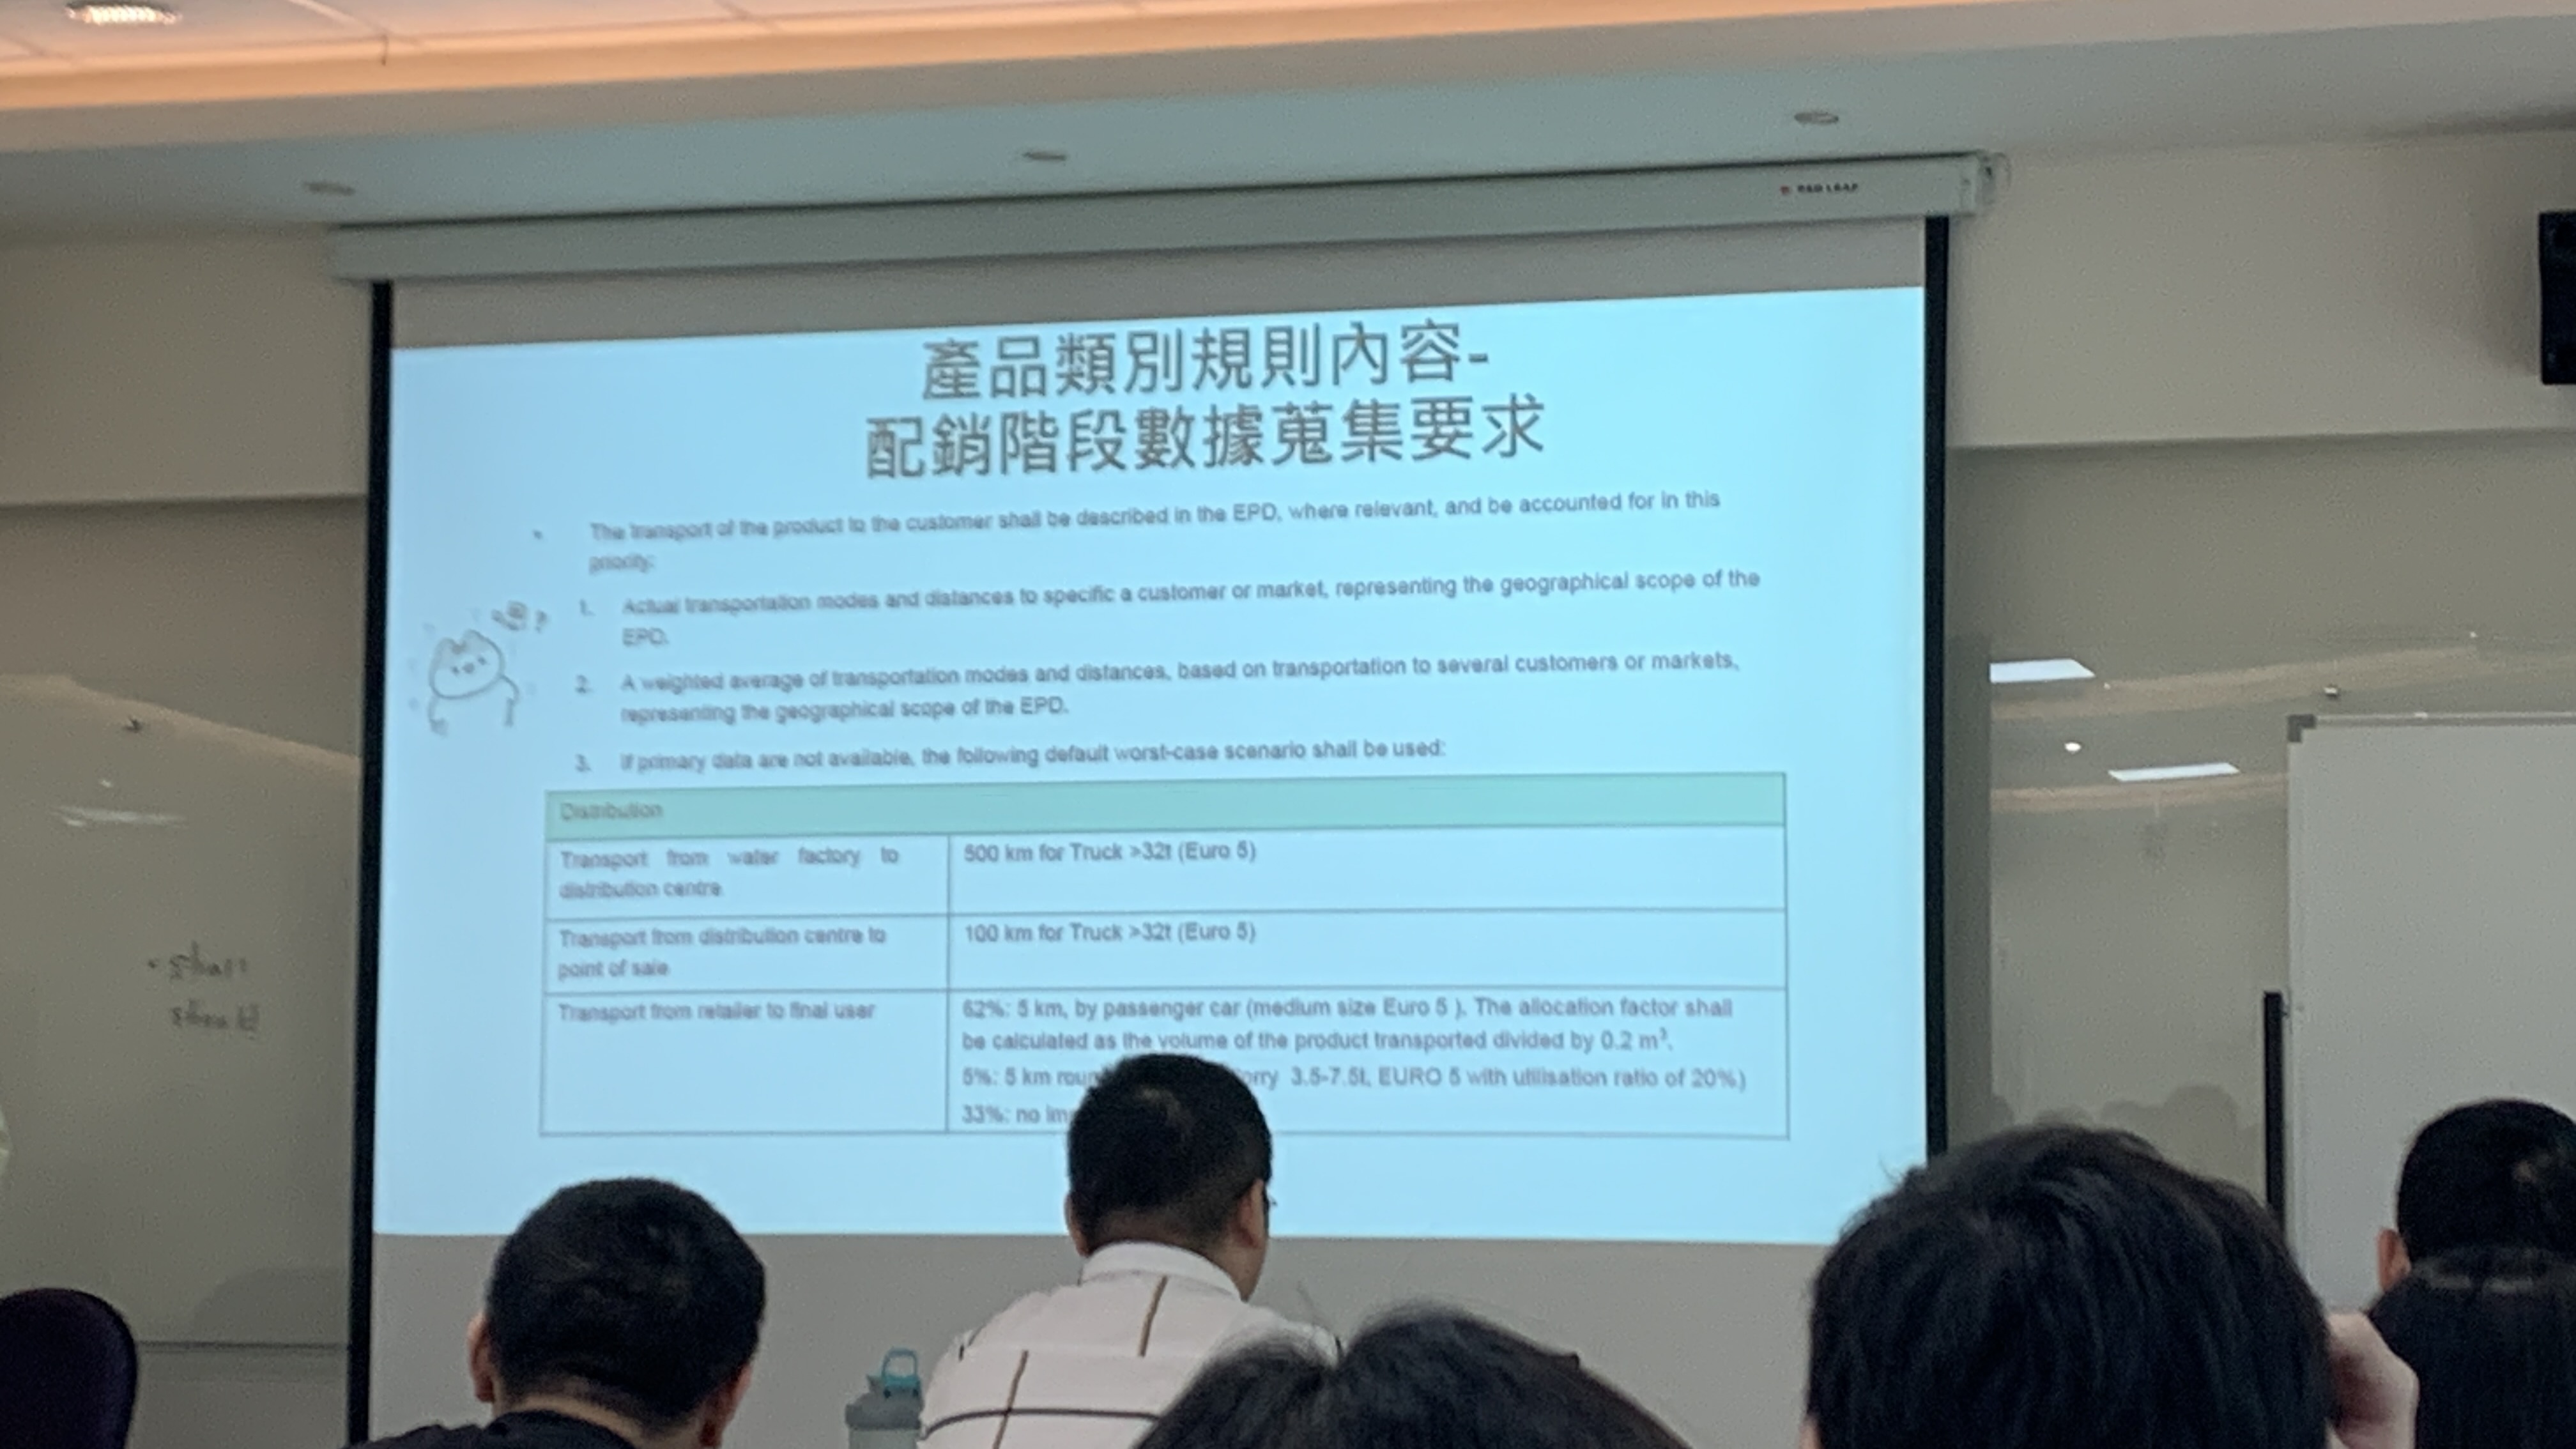 RED LEAF
產品類別規則內容-
配銷階段數據蒐集要求
The transport of the product to the customer shall be described in the EPD, where relevant, and be accounted for in this
priority:
1. Actual transportation modes and distances to specific a customer or market, representing the geographical scope of the
EPD.
2. A weighted average of transportation modes and distances, based on transportation to several customers or markets,
representing the geographical scope of the EPD.
3. If primary data are not available, the following default worst-case scenario shall be used:
Distribution
Transport from water factory to
distribution centre
500 km for Truck >32t (Euro 5)
Transport from distribution centre to
point of sale
100 km for Truck >32t (Euro 5)
Transport from retailer to final user
62%: 5 km, by passenger car (medium size Euro 5 ). The allocation factor shall
be calculated as the volume of the product transported divided by 0.2 m³.
5%: 5 km 3.5-7.5t, EURO 5 with utilisation ratio of 20%)
33%: no
shall